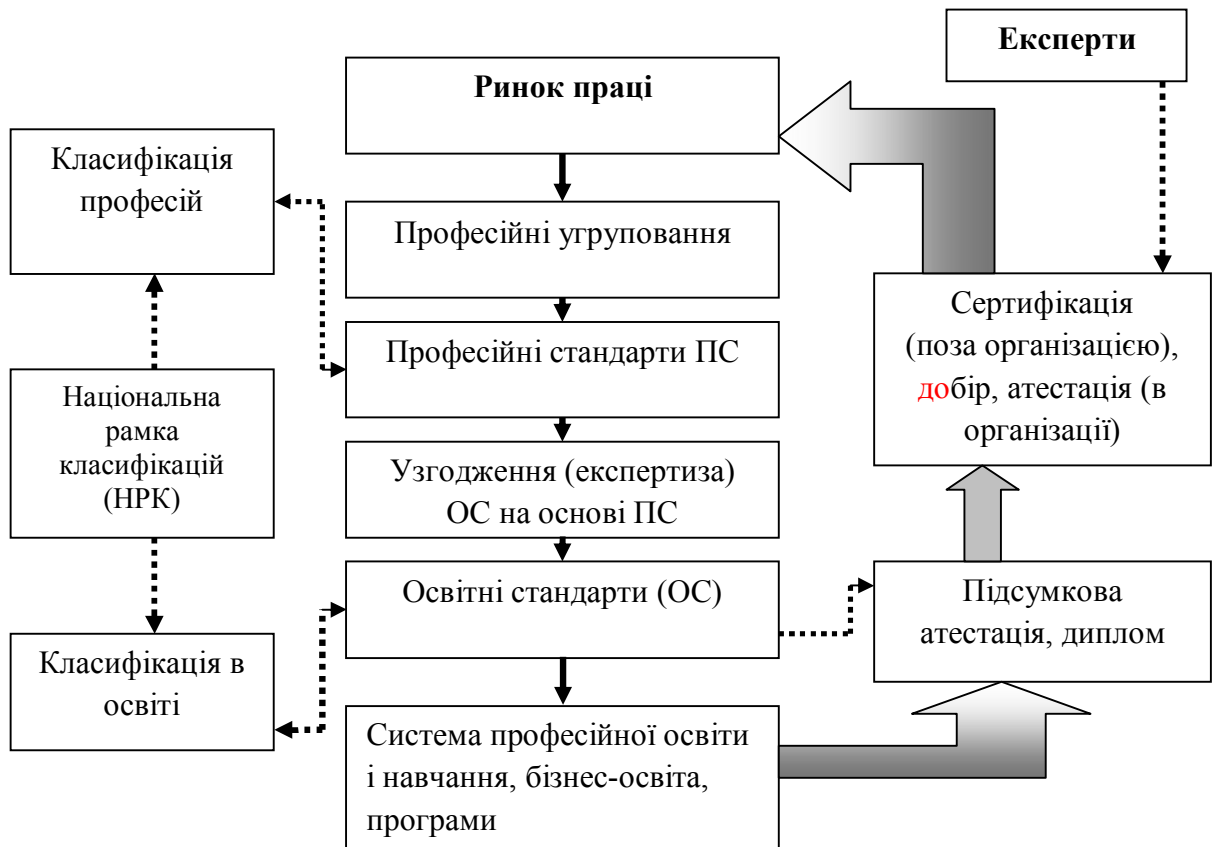 Експерти
Ринок праці
Класифікація
професій
Професійні угруповання
Сертифікація
(поза організацією),
добір, атестація (в
організації)
Професійні стандарти ПС
Національна
рамка
класифікацій
(НРК)
Узгодження (експертиза)
ОС на основі ПС
Освітні стандарти (ОС)
Підсумкова
атестація, диплом
Класифікація в
освіті
Система професійної освіти
і навчання, бізнес-освіта,
програми